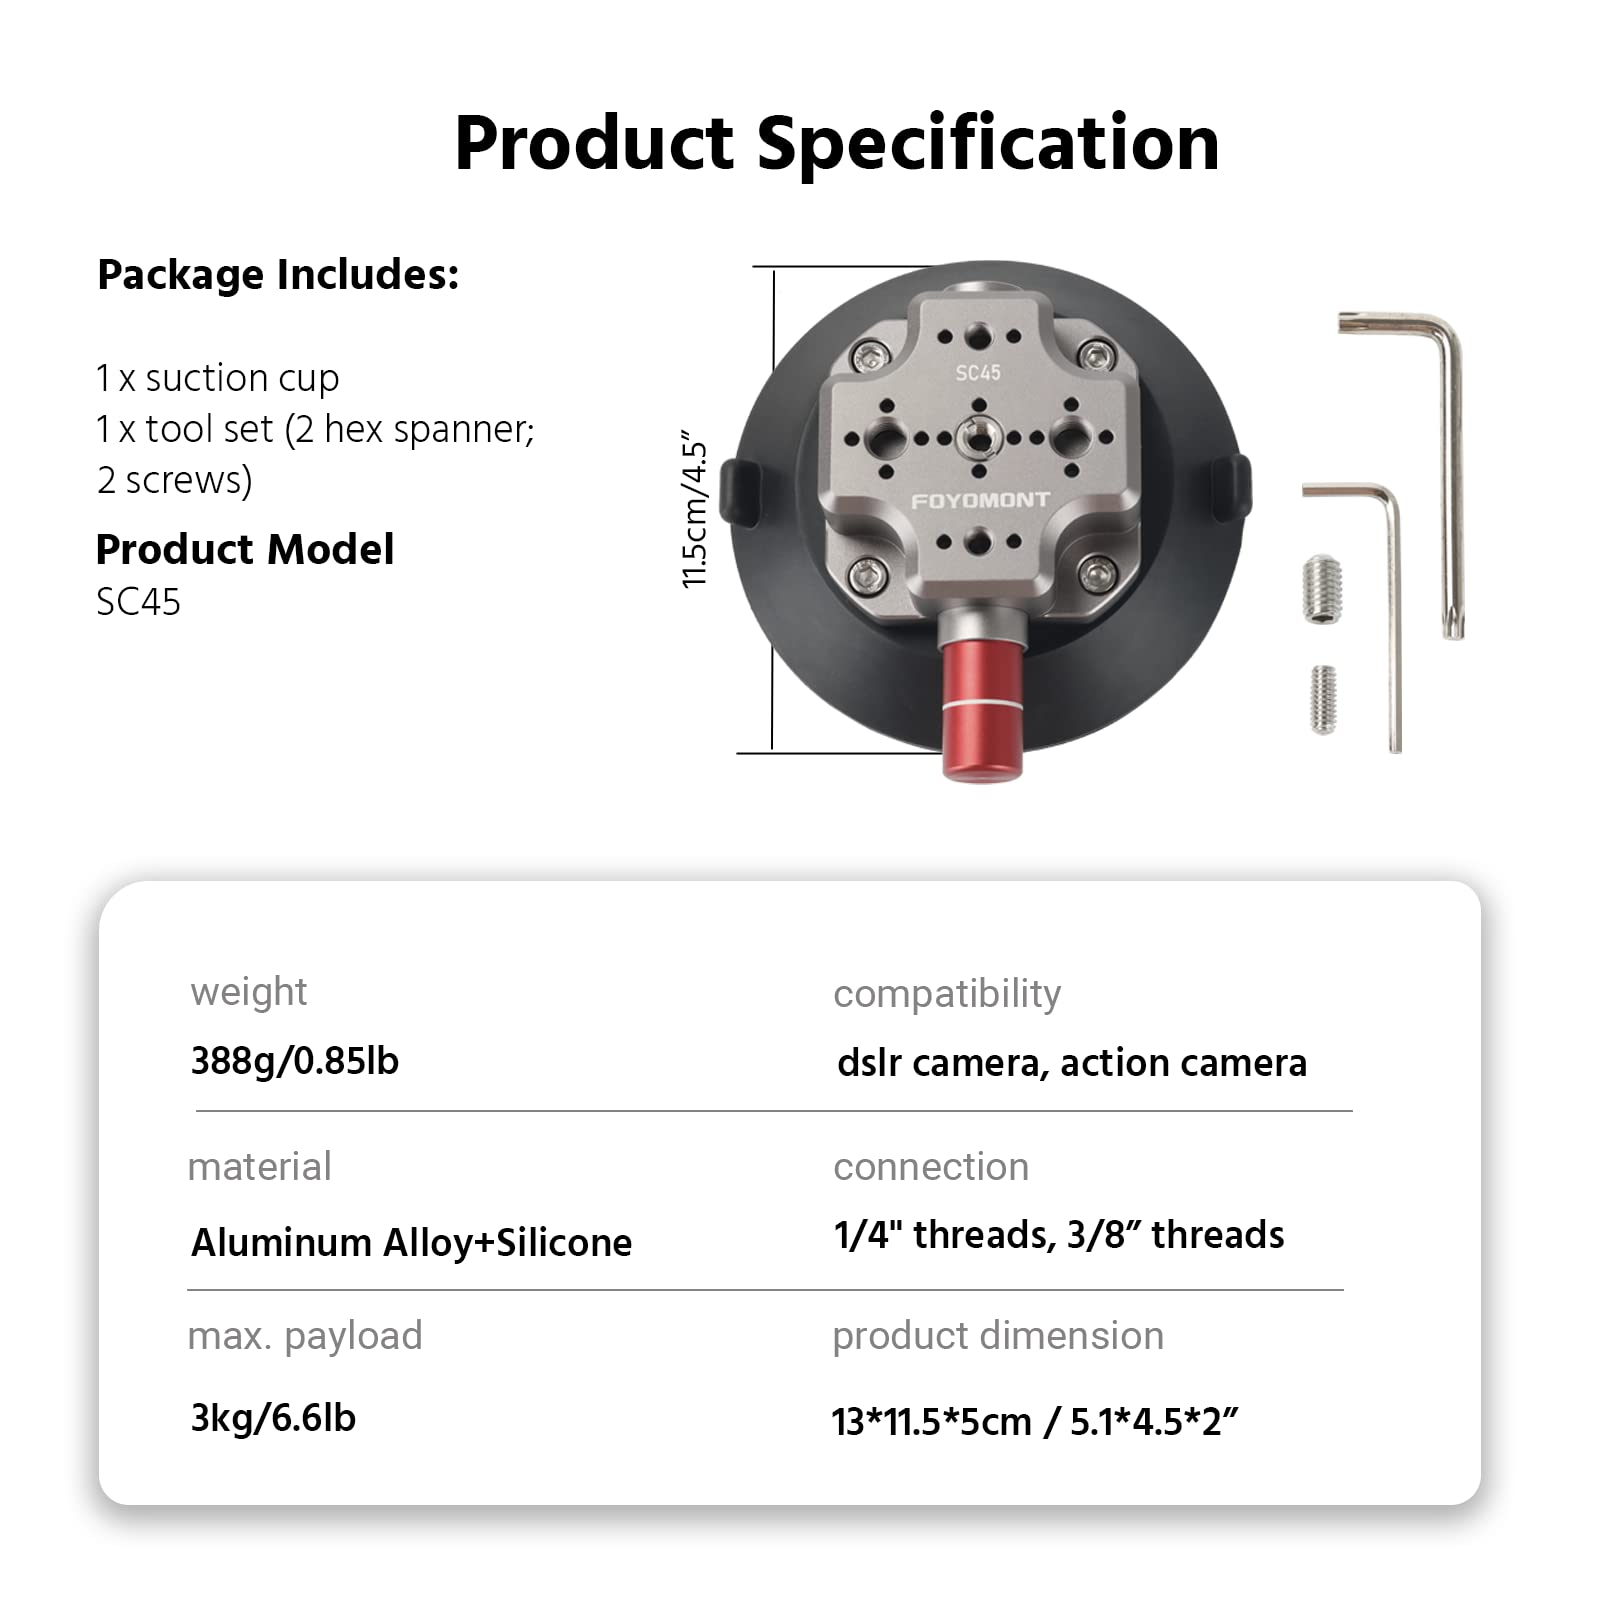 Product Specification
Package Includes:
1 x suction cup
1 x tool set (2 hex spanner;
2 screws)
Product Model
SC45
11.5cm/4.5”
SC45
FOYOMONT
weight
388g/0.85lb
compatibility
dslr camera, action camera
material
Aluminum Alloy+Silicone
connection
1/4" threads, 3/8” threads
max. payload
3kg/6.6lb
product dimension
13*11.5*5cm / 5.1*4.5*2”